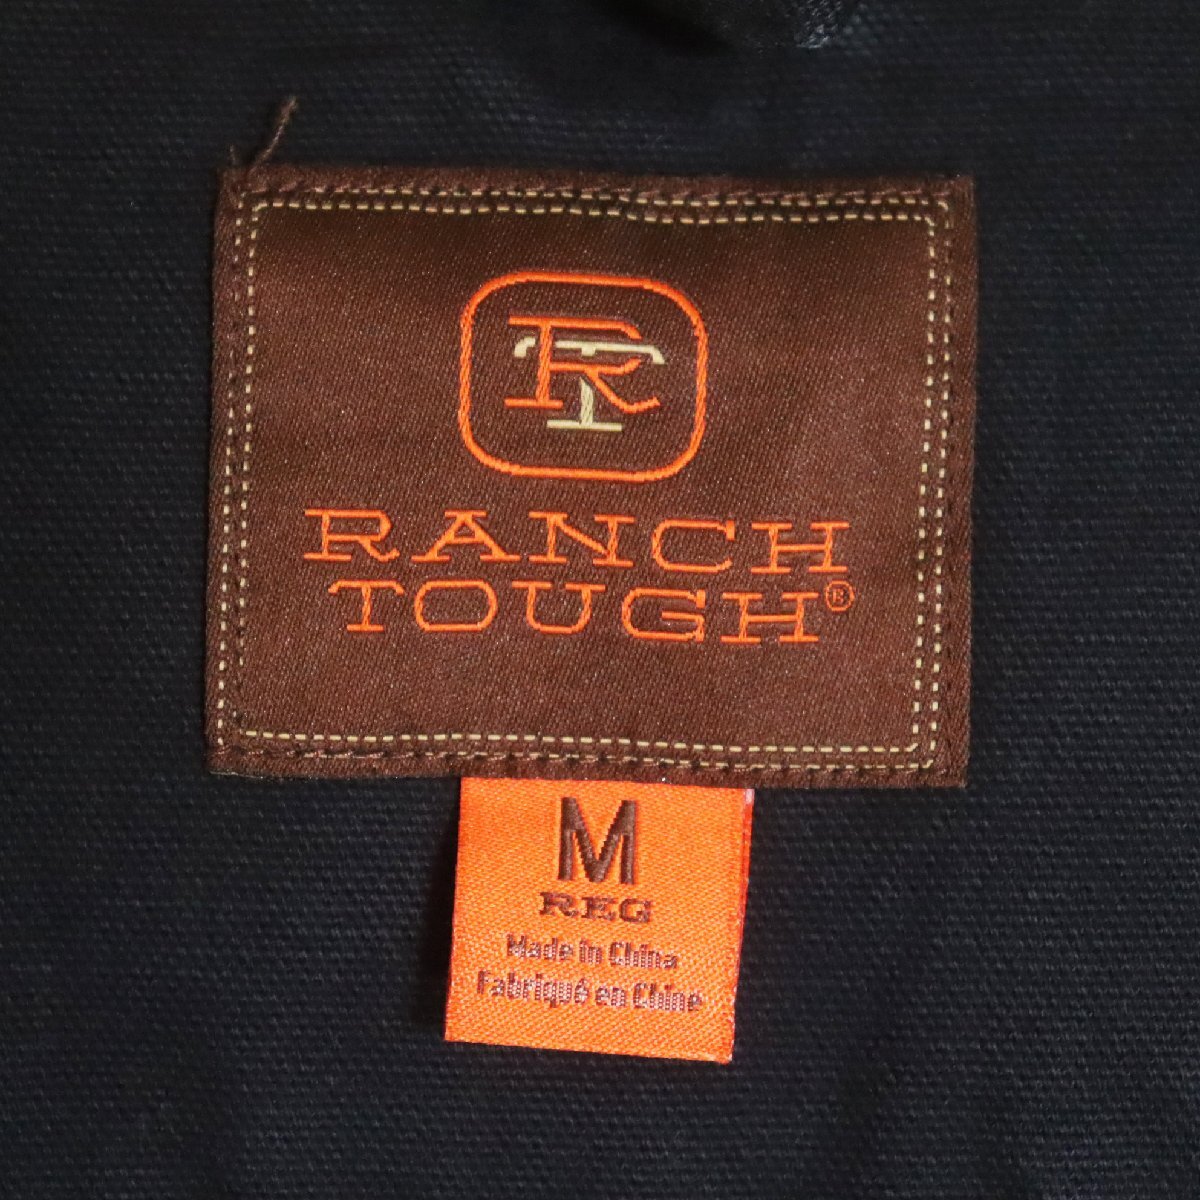 RT
RANCH
TOUGH®
M
REG
Made in China
Fabriqué en Chine